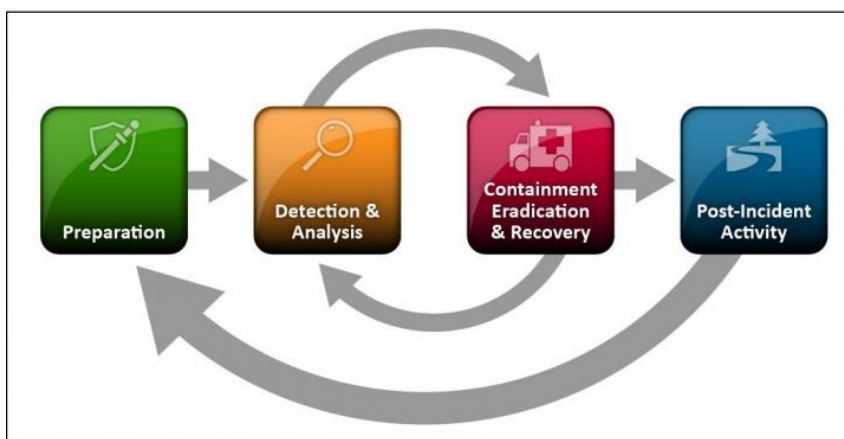 Preparation
Detection &
Analysis
Containment
Eradication
& Recovery
Post-Incident
Activity